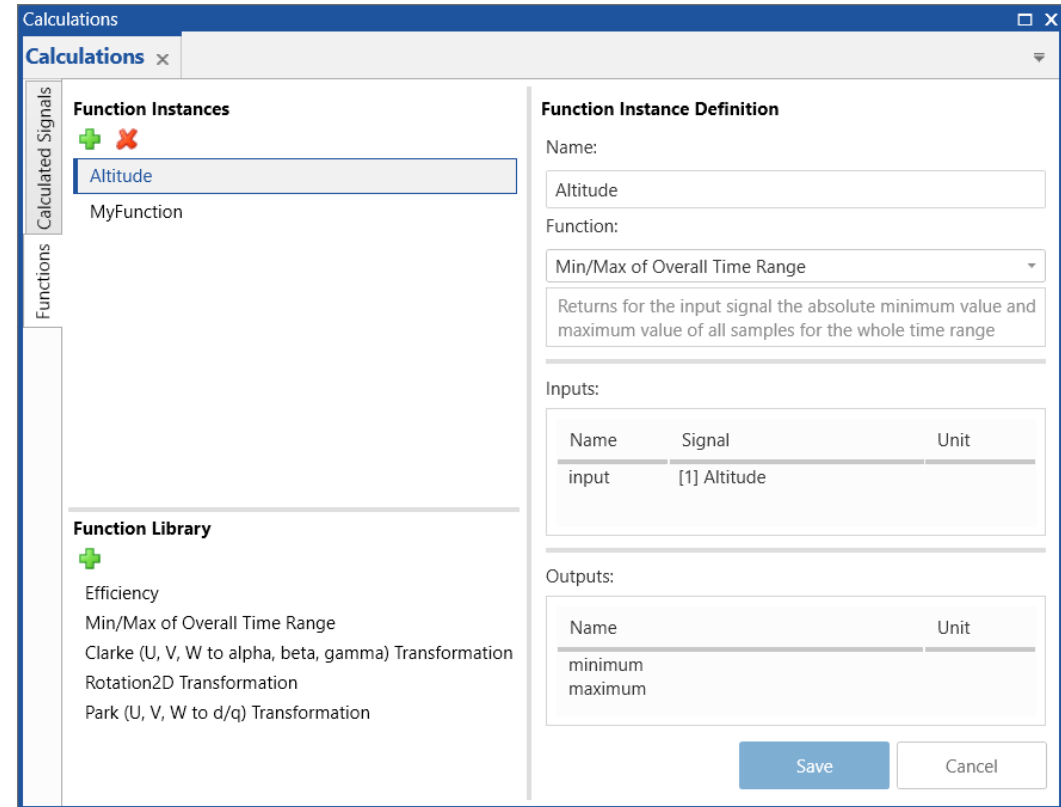 Calculations
Calculations
Calculated Signals
Functions
Function Instances
Altitude
MyFunction
Function Library
Efficiency
Min/Max of Overall Time Range
Clarke (U, V, W to alpha, beta, gamma) Transformation
Rotation2D Transformation
Park (U, V, W to d/q) Transformation
Function Instance Definition
Name:
Altitude
Function:
Min/Max of Overall Time Range
Returns for the input signal the absolute minimum value and
maximum value of all samples for the whole time range
Inputs:
Name Signal Unit
input [1] Altitude
Outputs:
Name Unit
minimum
maximum
Save Cancel